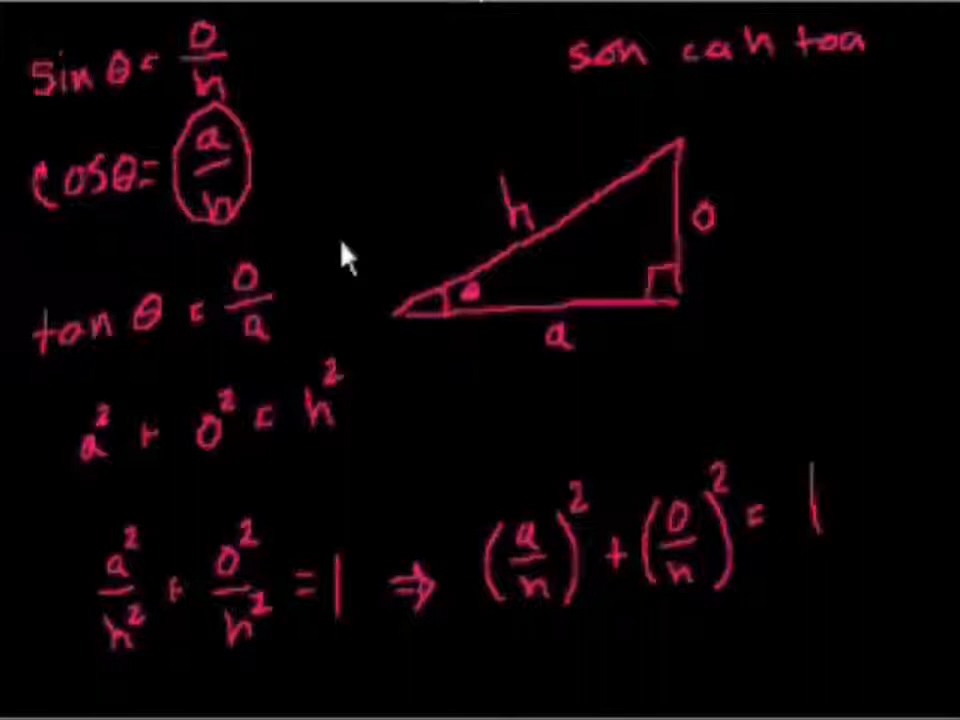 sin θ = o/h
soh cah toa
cos θ = a/h
h
o
θ
a
tan θ = o/a
a² + o² = h²
a²/h² + o²/h² = 1 ⇒ (a/h)² + (o/h)² = 1